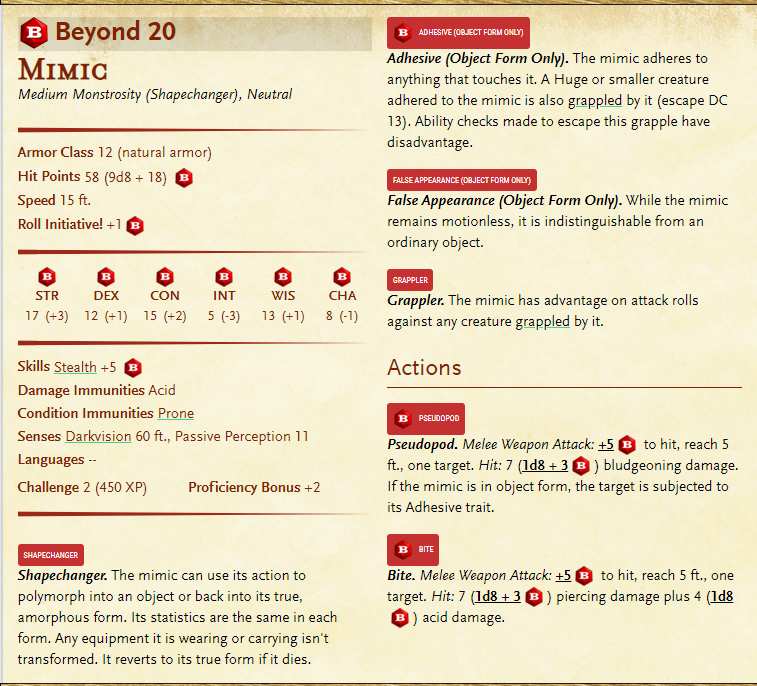 Beyond 20
MIMIC
Medium Monstrosity (Shapechanger), Neutral
Armor Class 12 (natural armor)
Hit Points 58 (9d8 + 18) B
Speed 15 ft.
Roll Initiative! +1 B
B B B B B B
STR DEX CON INT WIS CHA
17 (+3) 12 (+1) 15 (+2) 5 (-3) 13 (+1) 8 (-1)
Skills Stealth +5 B
Damage Immunities Acid
Condition Immunities Prone
Senses Darkvision 60 ft., Passive Perception 11
Languages --
Challenge 2 (450 XP) Proficiency Bonus +2
SHAPECHANGER
Shapechanger. The mimic can use its action to
polymorph into an object or back into its true,
amorphous form. Its statistics are the same in each
form. Any equipment it is wearing or carrying isn't
transformed. It reverts to its true form if it dies.
B ADHESIVE (OBJECT FORM ONLY)
Adhesive (Object Form Only). The mimic adheres to
anything that touches it. A Huge or smaller creature
adhered to the mimic is also grappled by it (escape DC
13). Ability checks made to escape this grapple have
disadvantage.
FALSE APPEARANCE (OBJECT FORM ONLY)
False Appearance (Object Form Only). While the mimic
remains motionless, it is indistinguishable from an
ordinary object.
GRAPPLER
Grappler. The mimic has advantage on attack rolls
against any creature grappled by it.
Actions
B PSEUDOPOD
Pseudopod. Melee Weapon Attack: +5 B to hit, reach 5
ft., one target. Hit: 7 (1d8 + 3 B ) bludgeoning damage.
If the mimic is in object form, the target is subjected to
its Adhesive trait.
B BITE
Bite. Melee Weapon Attack: +5 B to hit, reach 5 ft., one
target. Hit: 7 (1d8 + 3 B ) piercing damage plus 4 (1d8
B ) acid damage.